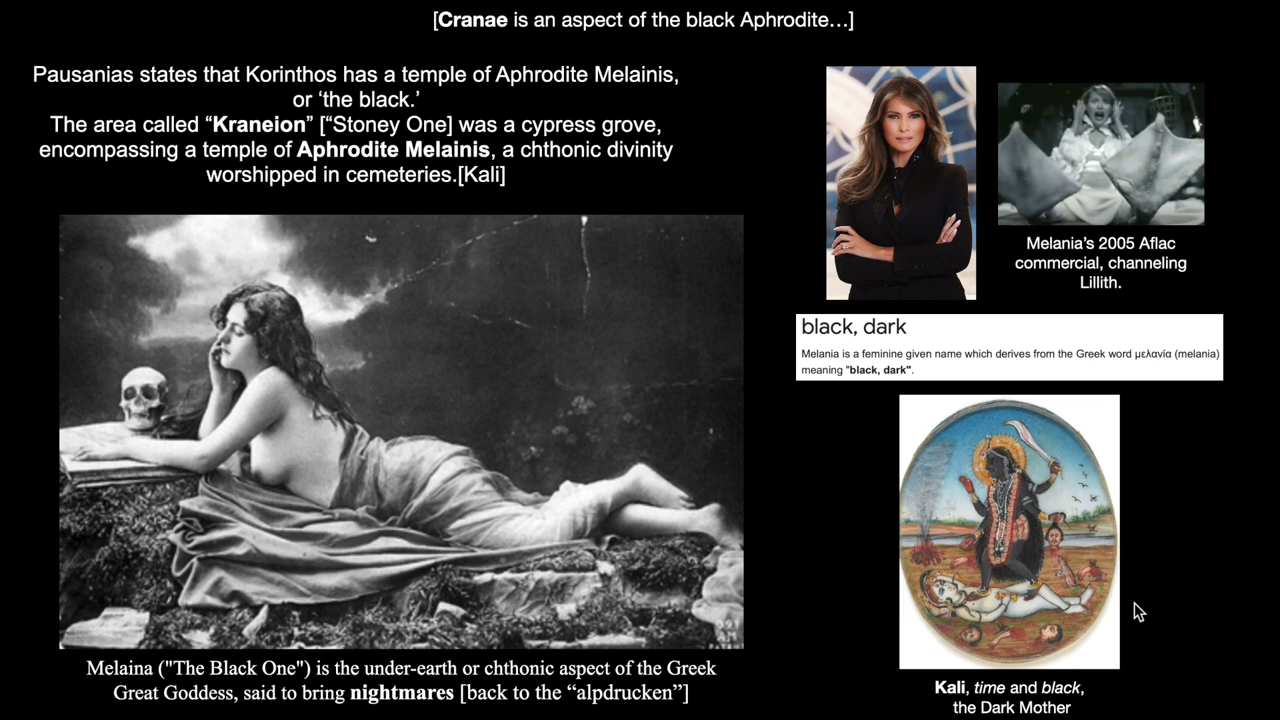 [Cranae is an aspect of the black Aphrodite…]
Pausanias states that Korinthos has a temple of Aphrodite Melainis,
or ‘the black.’
The area called “Kraneion” [“Stoney One] was a cypress grove,
encompassing a temple of Aphrodite Melainis, a chthonic divinity
worshipped in cemeteries.[Kali]
Melania’s 2005 Aflac
commercial, channeling
Lillith.
black, dark
Melania is a feminine given name which derives from the Greek word μελανία (melania)
meaning "black, dark".
Melaina ("The Black One") is the under-earth or chthonic aspect of the Greek
Great Goddess, said to bring nightmares [back to the “alpdrucken”]
Kali, time and black,
the Dark Mother